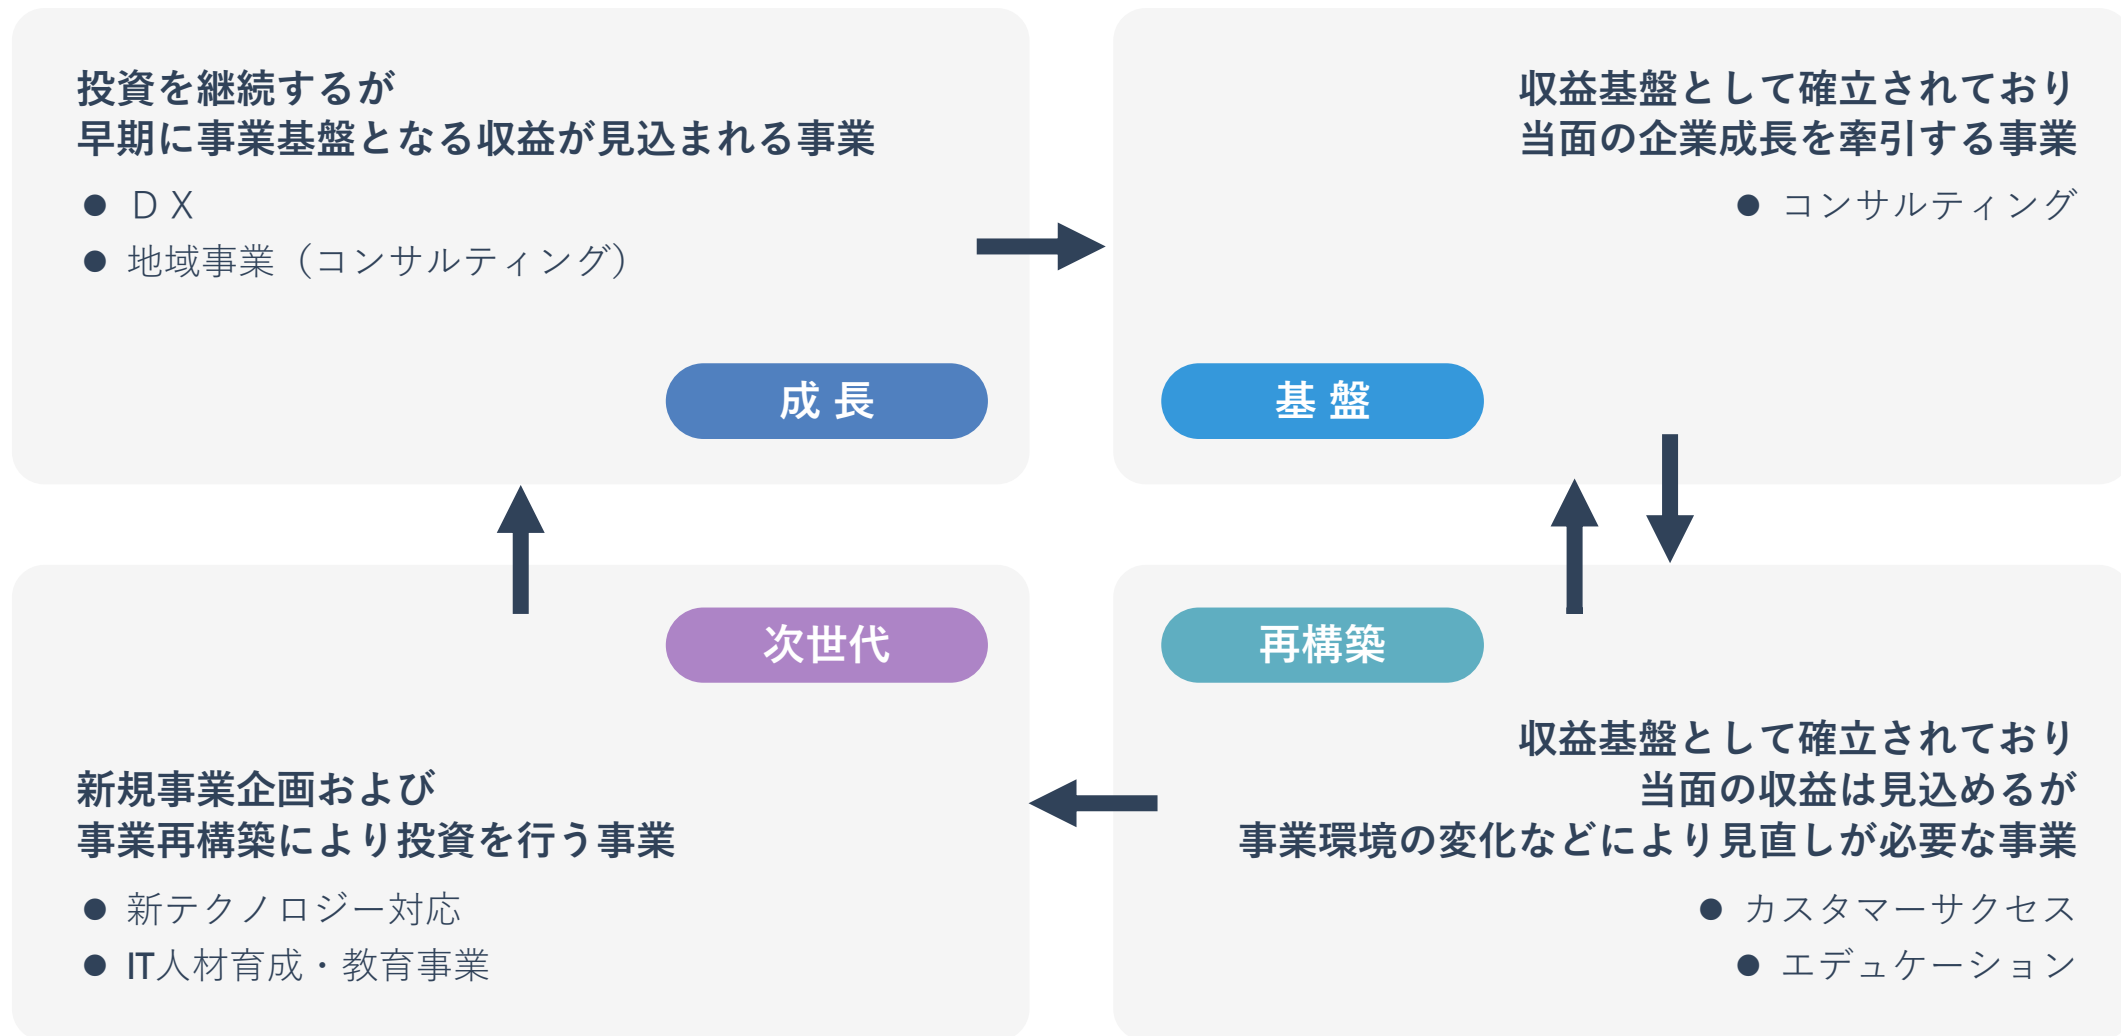 投資を継続するが
早期に事業基盤となる収益が見込まれる事業
● ＤＸ
● 地域事業（コンサルティング）
成 長
収益基盤として確立されており
当面の企業成長を牽引する事業
● コンサルティング
基 盤
次世代
新規事業企画および
事業再構築により投資を行う事業
● 新テクノロジー対応
● IT人材育成・教育事業
再構築
収益基盤として確立されており
当面の収益は見込めるが
事業環境の変化などにより見直しが必要な事業
● カスタマーサクセス
● エデュケーション